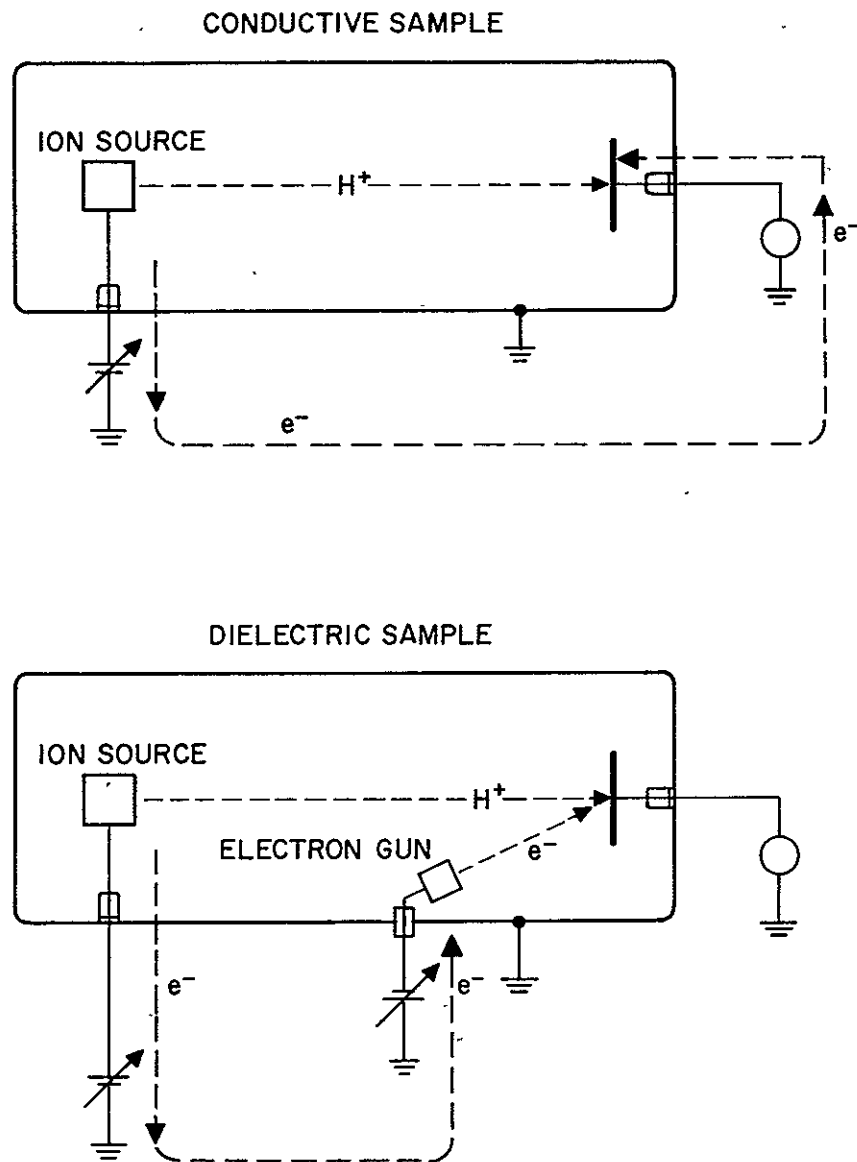 CONDUCTIVE SAMPLE
ION SOURCE
H+
e−
e−
DIELECTRIC SAMPLE
ION SOURCE
H+
ELECTRON GUN
e−
e−
e−